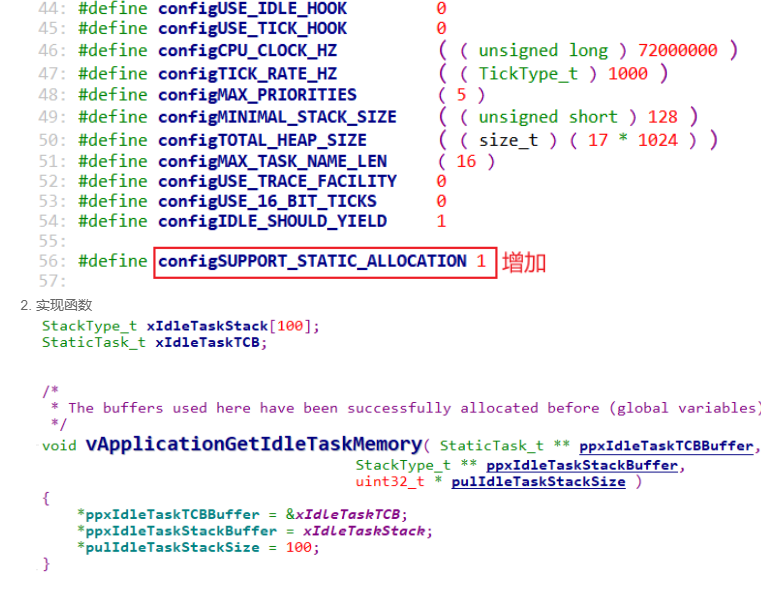 44: #define configUSE_IDLE_HOOK 0
45: #define configUSE_TICK_HOOK 0
46: #define configCPU_CLOCK_HZ ( ( unsigned long ) 72000000 )
47: #define configTICK_RATE_HZ ( ( TickType_t ) 1000 )
48: #define configMAX_PRIORITIES ( 5 )
49: #define configMINIMAL_STACK_SIZE ( ( unsigned short ) 128 )
50: #define configTOTAL_HEAP_SIZE ( ( size_t ) ( 17 * 1024 ) )
51: #define configMAX_TASK_NAME_LEN ( 16 )
52: #define configUSE_TRACE_FACILITY 0
53: #define configUSE_16_BIT_TICKS 0
54: #define configIDLE_SHOULD_YIELD 1
55:
56: #define configSUPPORT_STATIC_ALLOCATION 1 增加
57:
2. 实现函数
StackType_t xIdleTaskStack[100];
StaticTask_t xIdleTaskTCB;
/*
* The buffers used here have been successfully allocated before (global variables)
*/
void vApplicationGetIdleTaskMemory( StaticTask_t ** ppxIdleTaskTCBBuffer,
StackType_t ** ppxIdleTaskStackBuffer,
uint32_t * pulIdleTaskStackSize )
{
*ppxIdleTaskTCBBuffer = &xIdleTaskTCB;
*ppxIdleTaskStackBuffer = xIdleTaskStack;
*pulIdleTaskStackSize = 100;
}